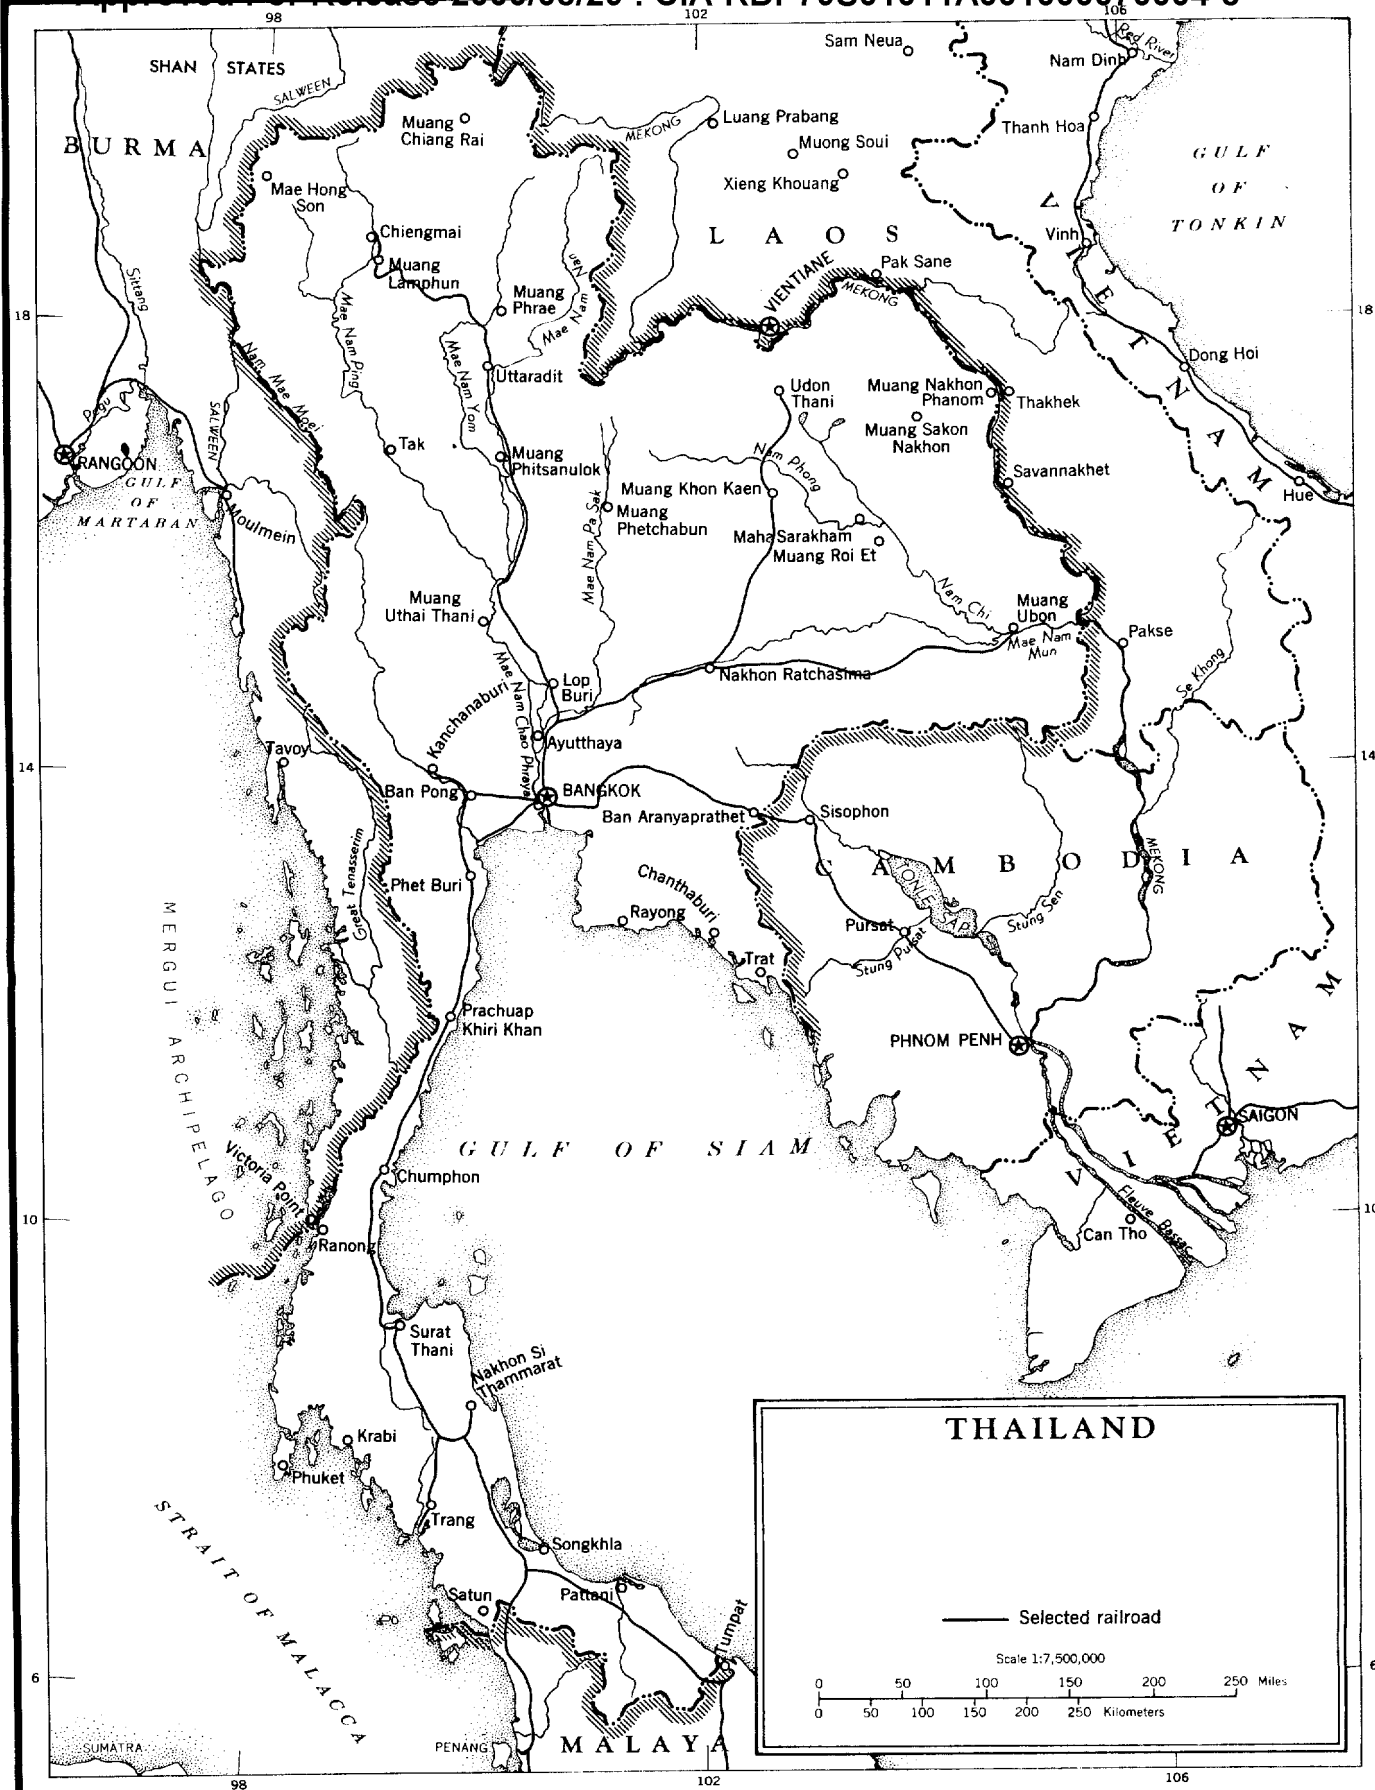 98
102
106
SHAN STATES
SALWEEN
BURMA
Sam Neua
Red River
Nam Dinh
Muang
Chiang Rai
MEKONG
Luang Prabang
Muong Soui
Xieng Khouang
Thanh Hoa
GULF
OF
TONKIN
Mae Hong
Son
Chiengmai
Muang
Lamphun
LAOS
Vinh
VIETNAM
Sittang
Mae Nam Ping
Muang
Phrae
Mae Nam Nan
VIENTIANE
Pak Sane
MEKONG
18
18
Nam Mae Moei
Mae Nam Yom
Uttaradit
Udon
Thani
Muang Nakhon
Phanom
Thakhek
Dong Hoi
Pegu
SALWEEN
Tak
Muang
Phitsanulok
Muang Sakon
Nakhon
RANGOON
GULF
OF
MARTABAN
Moulmein
Nam Phong
Savannakhet
Hue
Muang Khon Kaen
Muang
Phetchabun
Mae Nam Pa Sak
Maha Sarakham
Muang Roi Et
Muang
Uthai Thani
Nam Chi
Muang
Ubon
Mae Nam
Mun
Pakse
Se Khong
Mae Nam Chao Phraya
Lop
Buri
Nakhon Ratchasima
Kanchanaburi
Ayutthaya
Tavoy
14
14
Ban Pong
BANGKOK
Ban Aranyaprathet
Sisophon
Great Tenasserim
CAMBODIA
MEKONG
TONLE SAP
Phet Buri
Chanthaburi
Rayong
Pursat
Stung Sen
Stung Pursat
Trat
MERGUI ARCHIPELAGO
Prachuap
Khiri Khan
PHNOM PENH
VIETNAM
SAIGON
GULF OF SIAM
Victoria Point
Chumphon
Fleuve Bassac
Can Tho
10
10
Ranong
Surat
Thani
Nakhon Si
Thammarat
Krabi
Phuket
Trang
STRAIT OF MALACCA
Songkhla
Satun
Pattani
Tumpat
6
6
SUMATRA
PENANG
MALAYA
THAILAND
Selected railroad
Scale 1:7,500,000
0 50 100 150 200 250 Miles
0 50 100 150 200 250 Kilometers
98
102
106